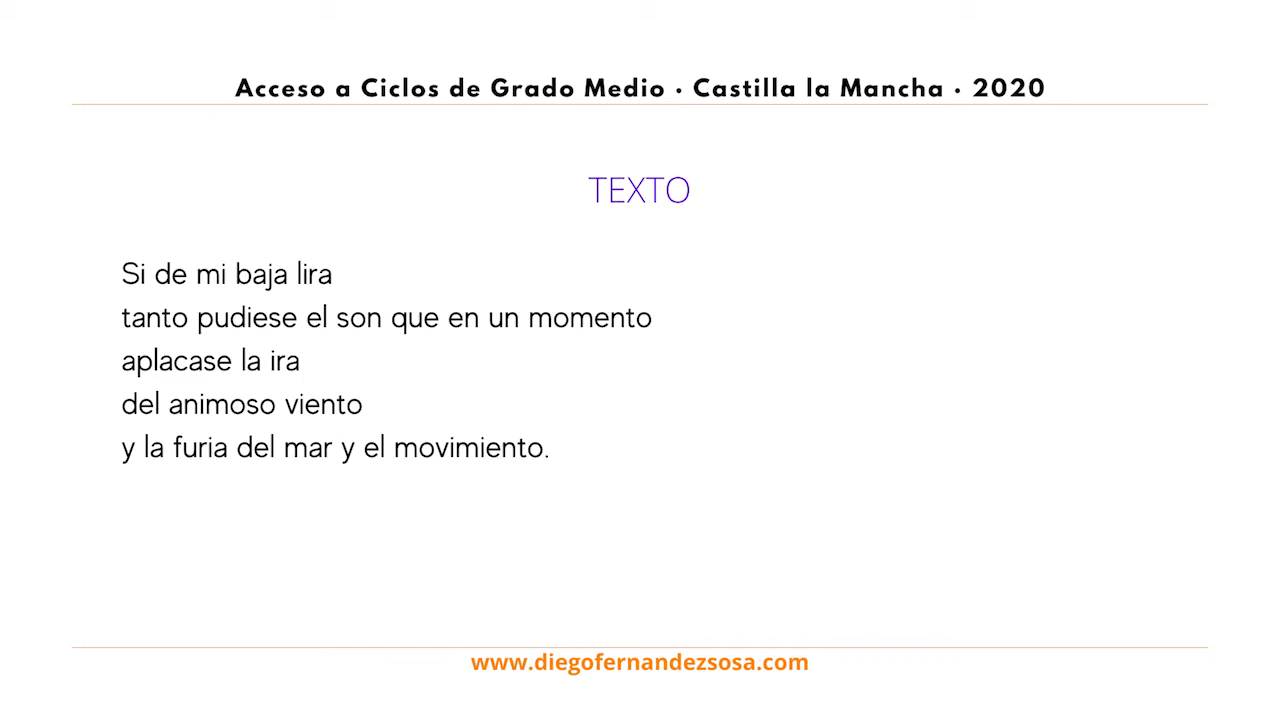 Acceso a Ciclos de Grado Medio · Castilla la Mancha · 2020
TEXTO
Si de mi baja lira
tanto pudiese el son que en un momento
aplacase la ira
del animoso viento
y la furia del mar y el movimiento.
www.diegofernandezsosa.com